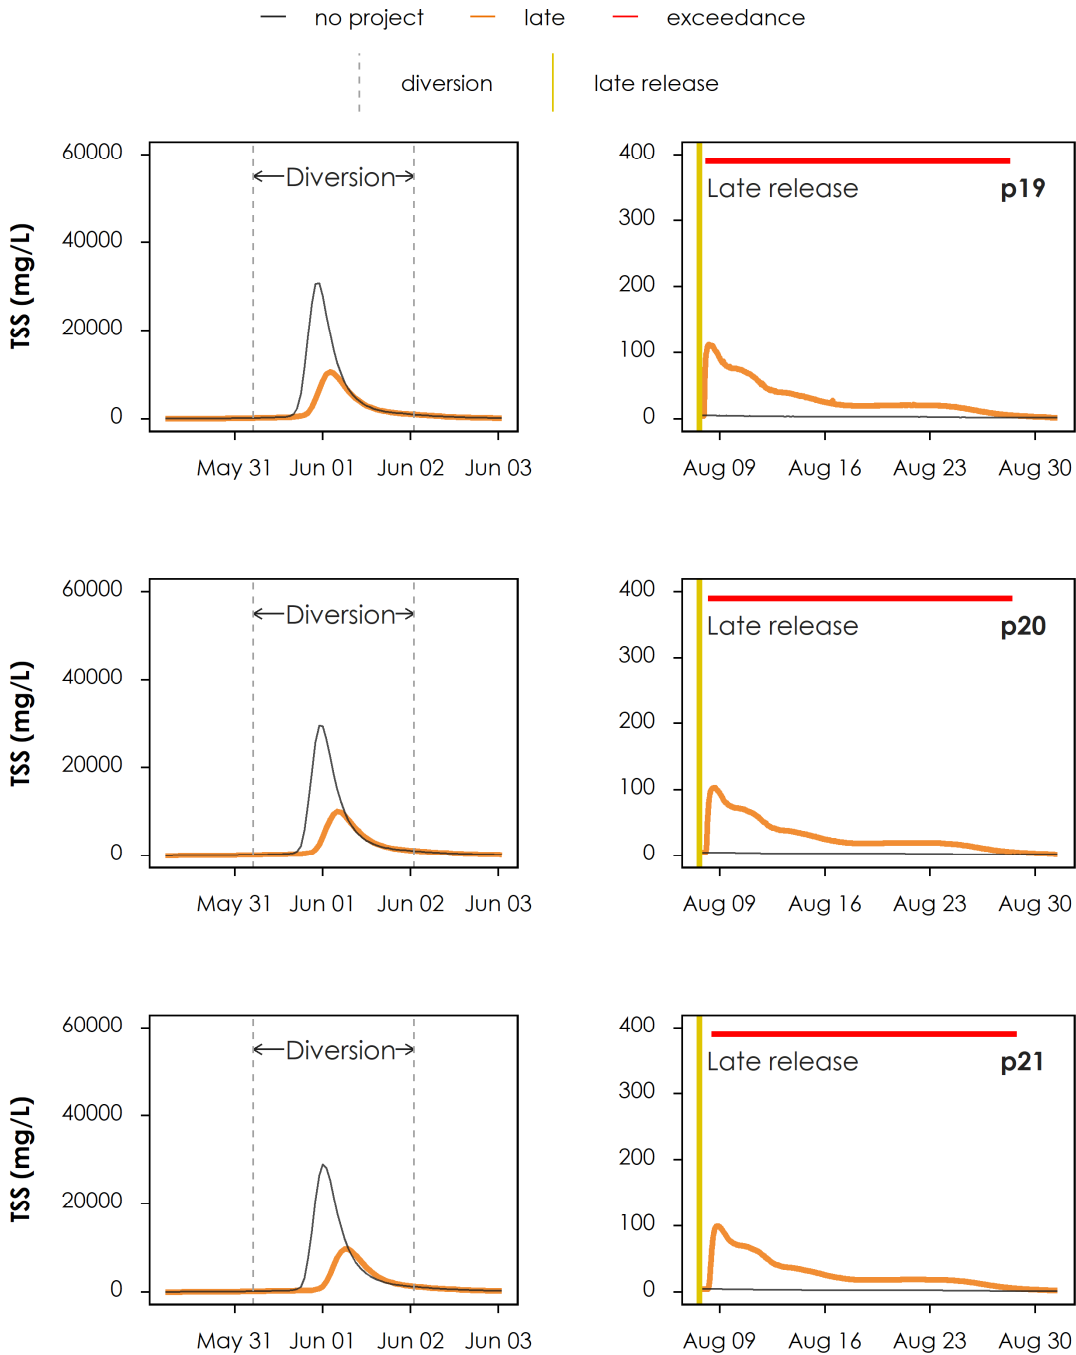 no project late exceedance
diversion late release
60000
40000
20000
0
TSS (mg/L)
Diversion
May 31 Jun 01 Jun 02 Jun 03
400
300
200
100
0
Late release p19
Aug 09 Aug 16 Aug 23 Aug 30
60000
40000
20000
0
TSS (mg/L)
Diversion
May 31 Jun 01 Jun 02 Jun 03
400
300
200
100
0
Late release p20
Aug 09 Aug 16 Aug 23 Aug 30
60000
40000
20000
0
TSS (mg/L)
Diversion
May 31 Jun 01 Jun 02 Jun 03
400
300
200
100
0
Late release p21
Aug 09 Aug 16 Aug 23 Aug 30